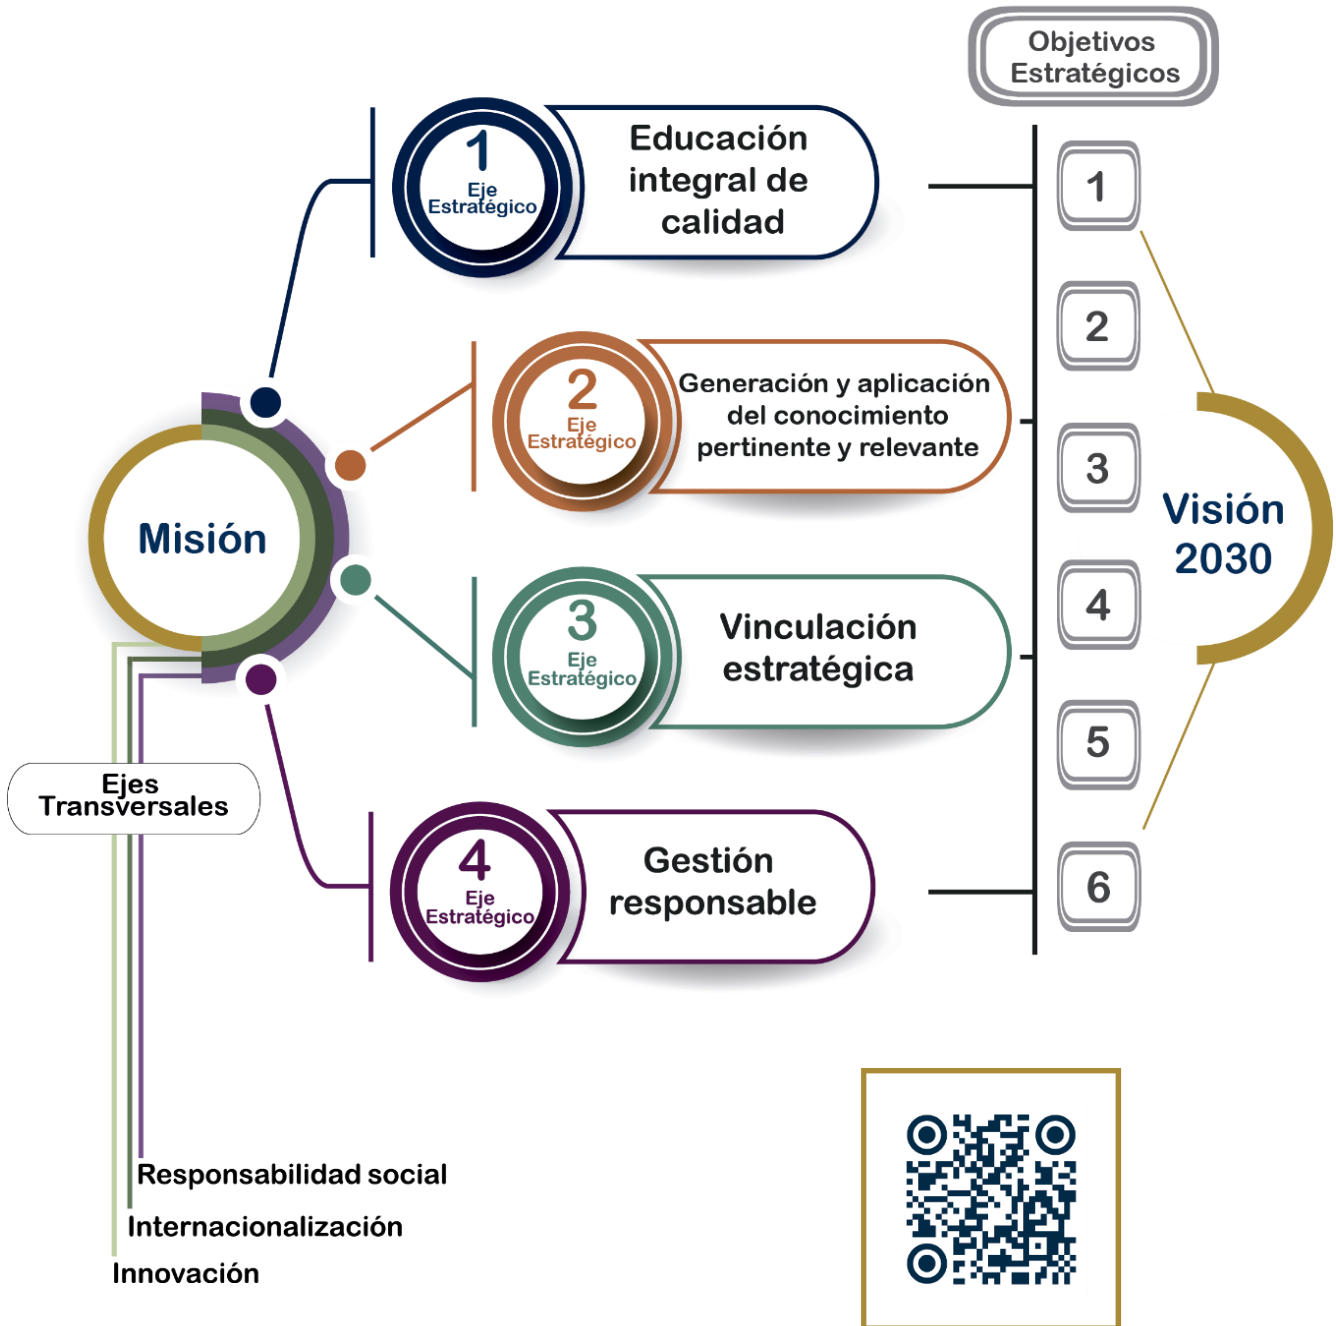 Objetivos
Estratégicos
1
Eje
Estratégico
Educación
integral de
calidad
2
Eje
Estratégico
Generación y aplicación
del conocimiento
pertinente y relevante
3
Eje
Estratégico
Vinculación
estratégica
4
Eje
Estratégico
Gestión
responsable
1
2
3
4
5
6
Misión
Visión
2030
Ejes
Transversales
Responsabilidad social
Internacionalización
Innovación